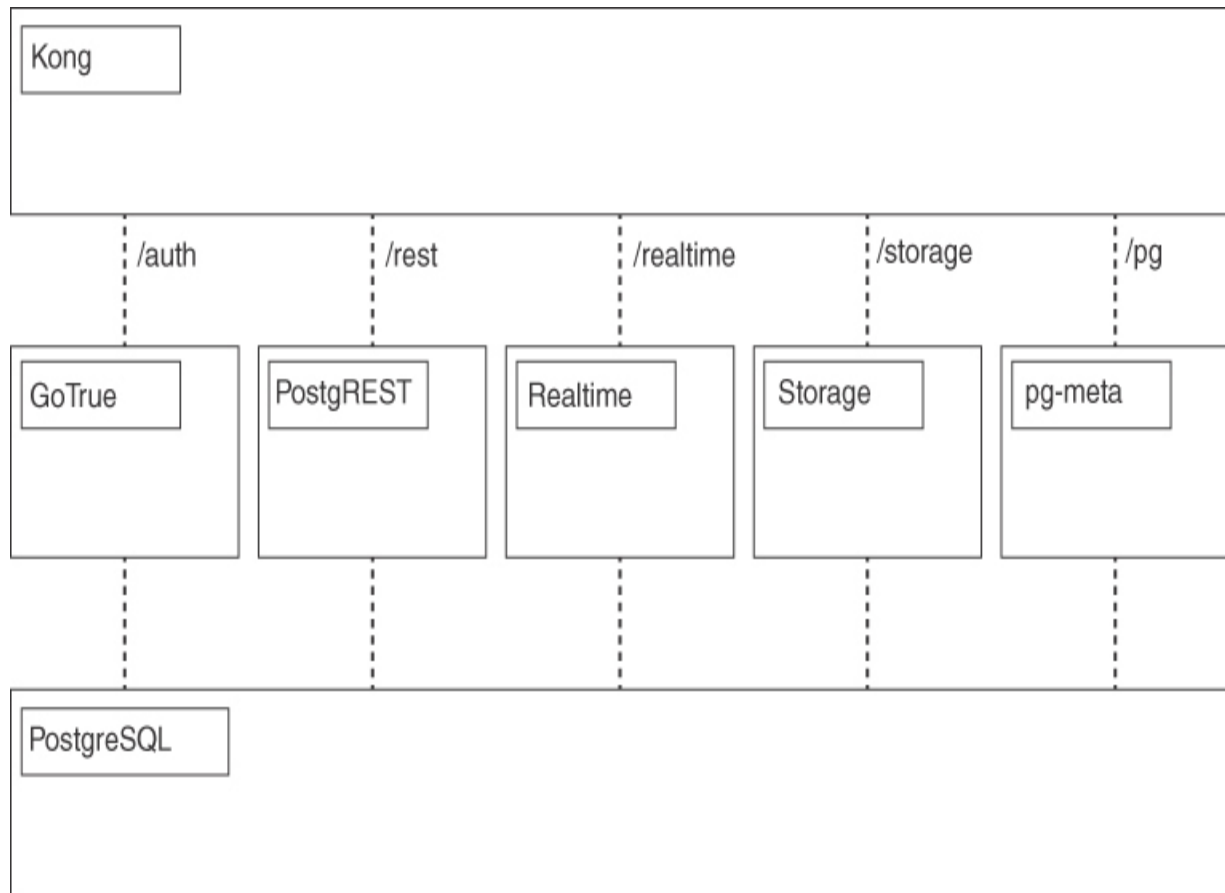 Kong
/auth
/rest
/realtime
/storage
/pg
GoTrue
PostgREST
Realtime
Storage
pg-meta
PostgreSQL